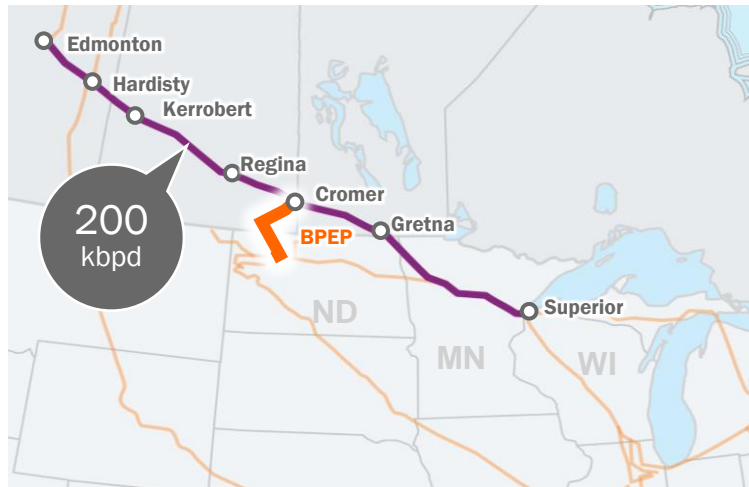 Edmonton
Hardisty
Kerrobert
Regina
Cromer
200
kbpd
BPEP
Gretna
ND
Superior
MN
WI